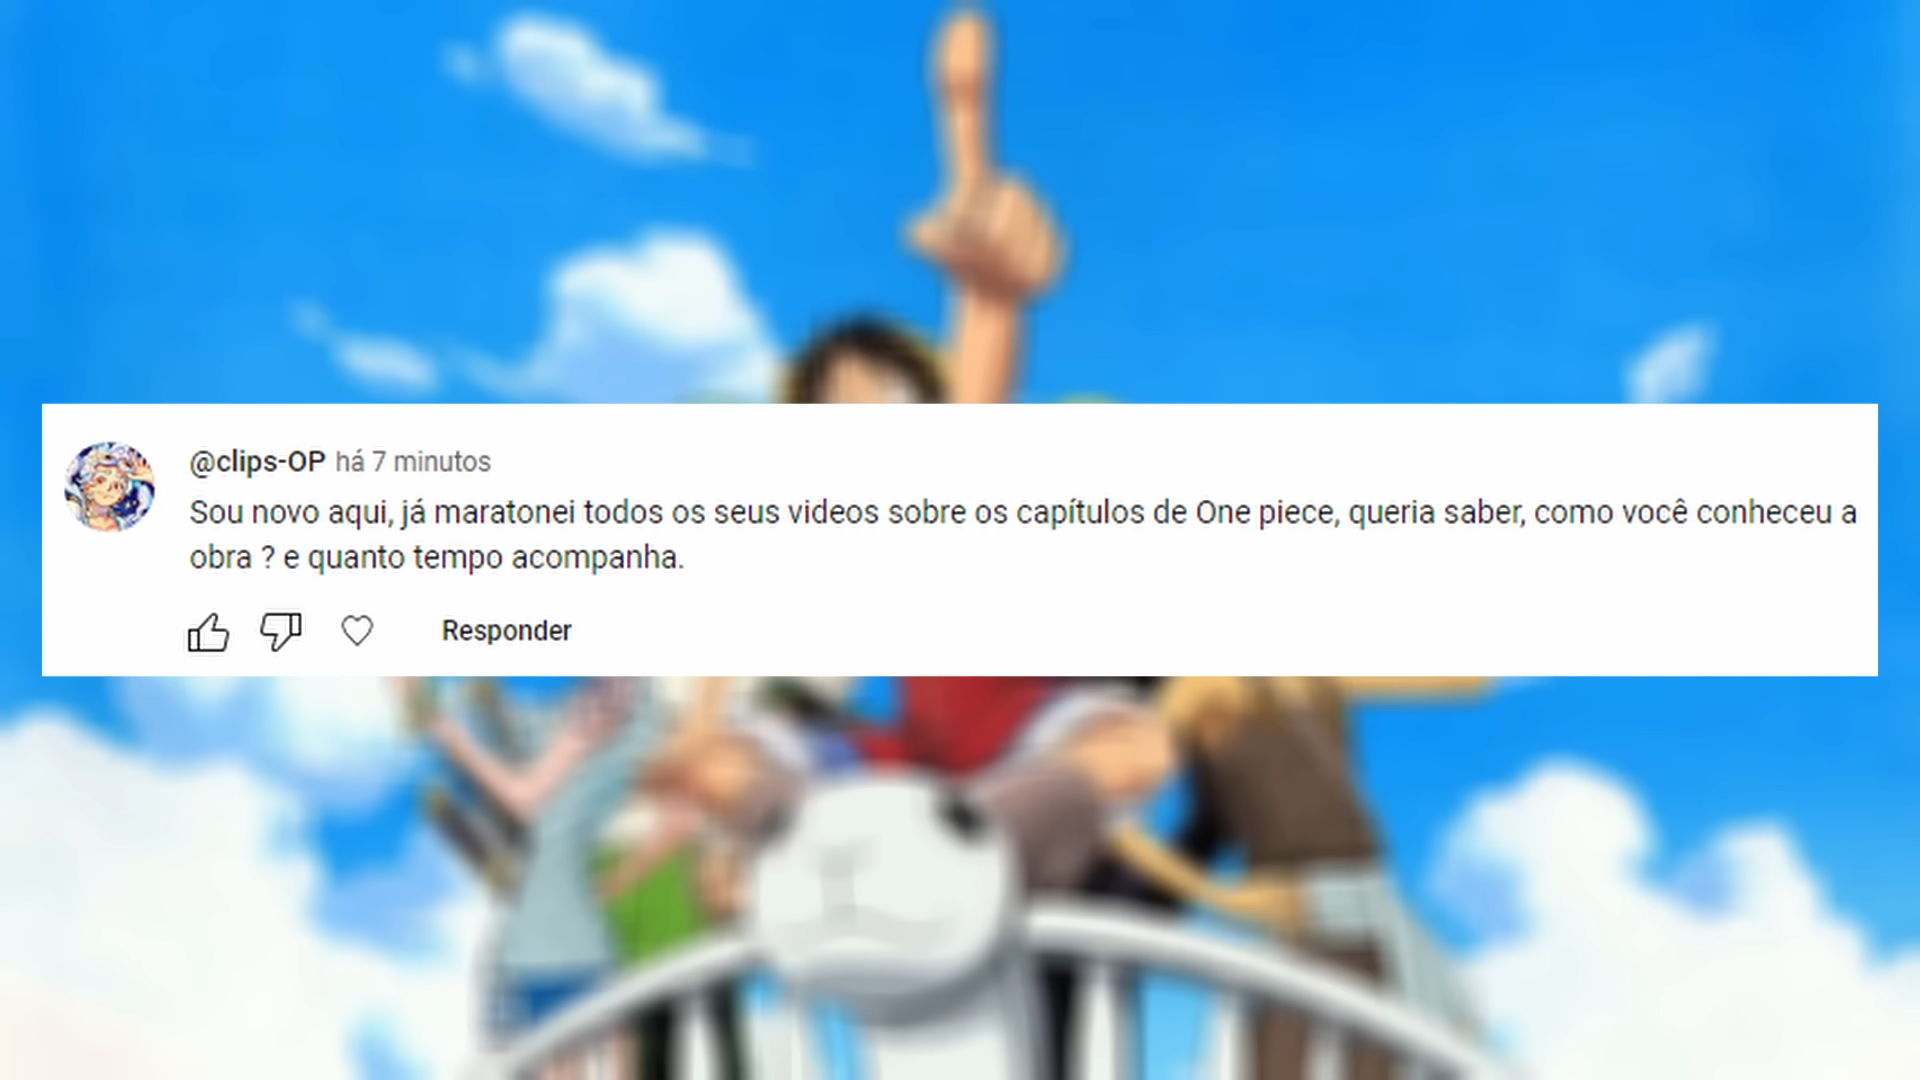 @clips-OP há 7 minutos
Sou novo aqui, já maratonei todos os seus videos sobre os capítulos de One piece, queria saber, como você conheceu a
obra ? e quanto tempo acompanha.
Responder